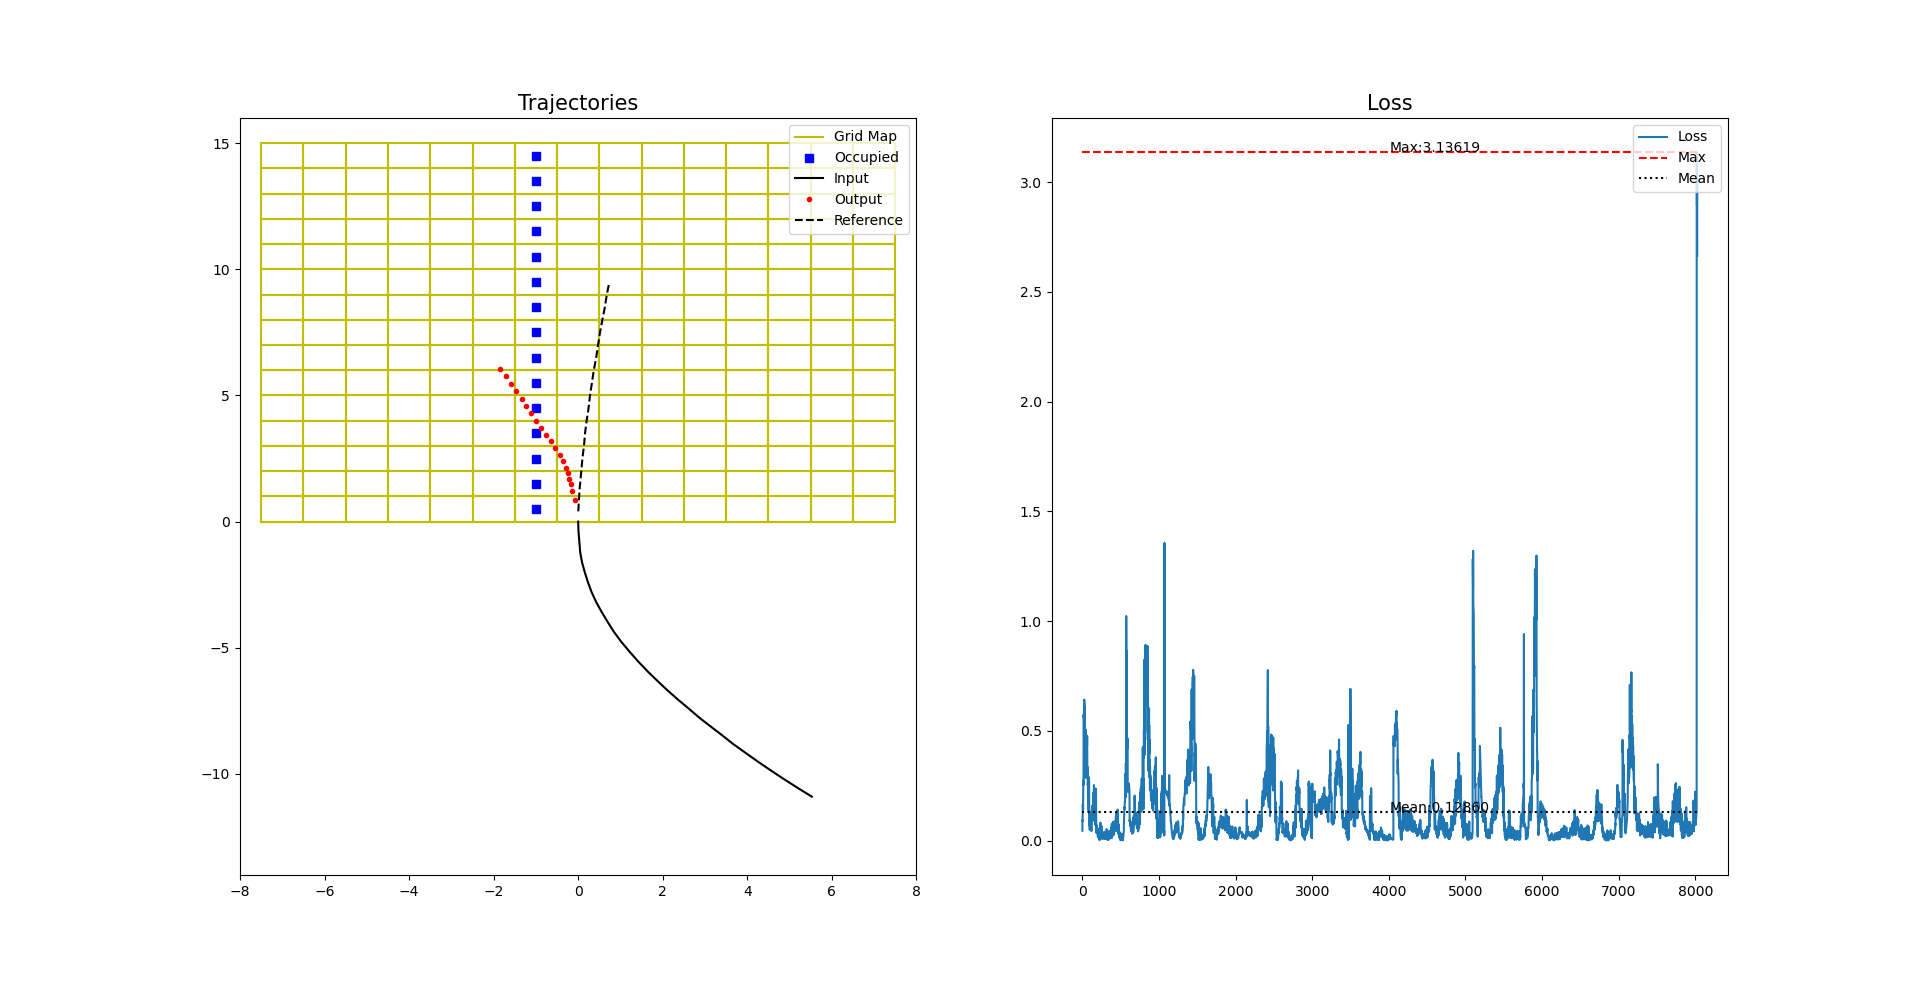 Trajectories
15
10
5
0
−5
−10
−8
−6
−4
−2
0
2
4
6
8
Grid Map
Occupied
Input
Output
Reference
Loss
3.0
2.5
2.0
1.5
1.0
0.5
0.0
0
1000
2000
3000
4000
5000
6000
7000
8000
Max:3.13619
Mean:0.12860
Loss
Max
Mean